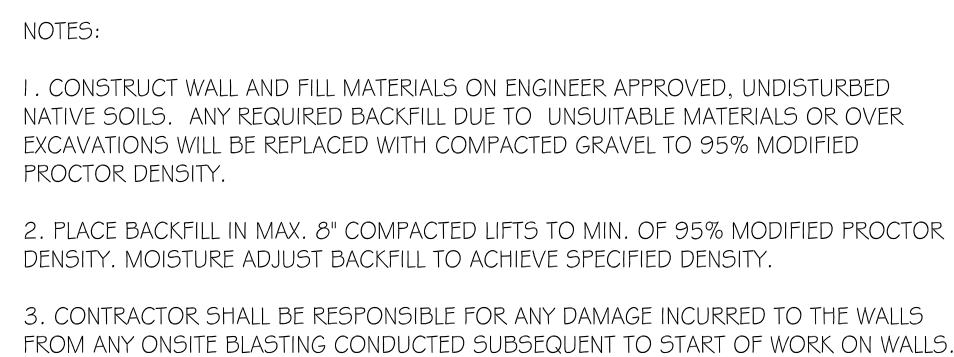 NOTES:
1. CONSTRUCT WALL AND FILL MATERIALS ON ENGINEER APPROVED, UNDISTURBED
NATIVE SOILS.  ANY REQUIRED BACKFILL DUE TO  UNSUITABLE MATERIALS OR OVER
EXCAVATIONS WILL BE REPLACED WITH COMPACTED GRAVEL TO 95% MODIFIED
PROCTOR DENSITY.
2. PLACE BACKFILL IN MAX. 8" COMPACTED LIFTS TO MIN. OF 95% MODIFIED PROCTOR
DENSITY. MOISTURE ADJUST BACKFILL TO ACHIEVE SPECIFIED DENSITY.
3. CONTRACTOR SHALL BE RESPONSIBLE FOR ANY DAMAGE INCURRED TO THE WALLS
FROM ANY ONSITE BLASTING CONDUCTED SUBSEQUENT TO START OF WORK ON WALLS.